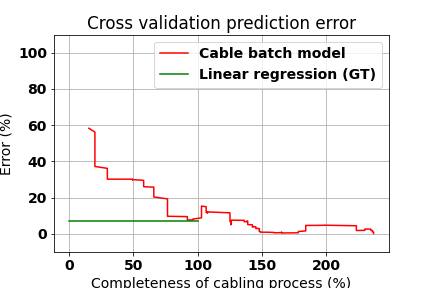 Cross validation prediction error
Cable batch model
Linear regression (GT)
Error (%)
100
80
60
40
20
0
0 50 100 150 200
Completeness of cabling process (%)